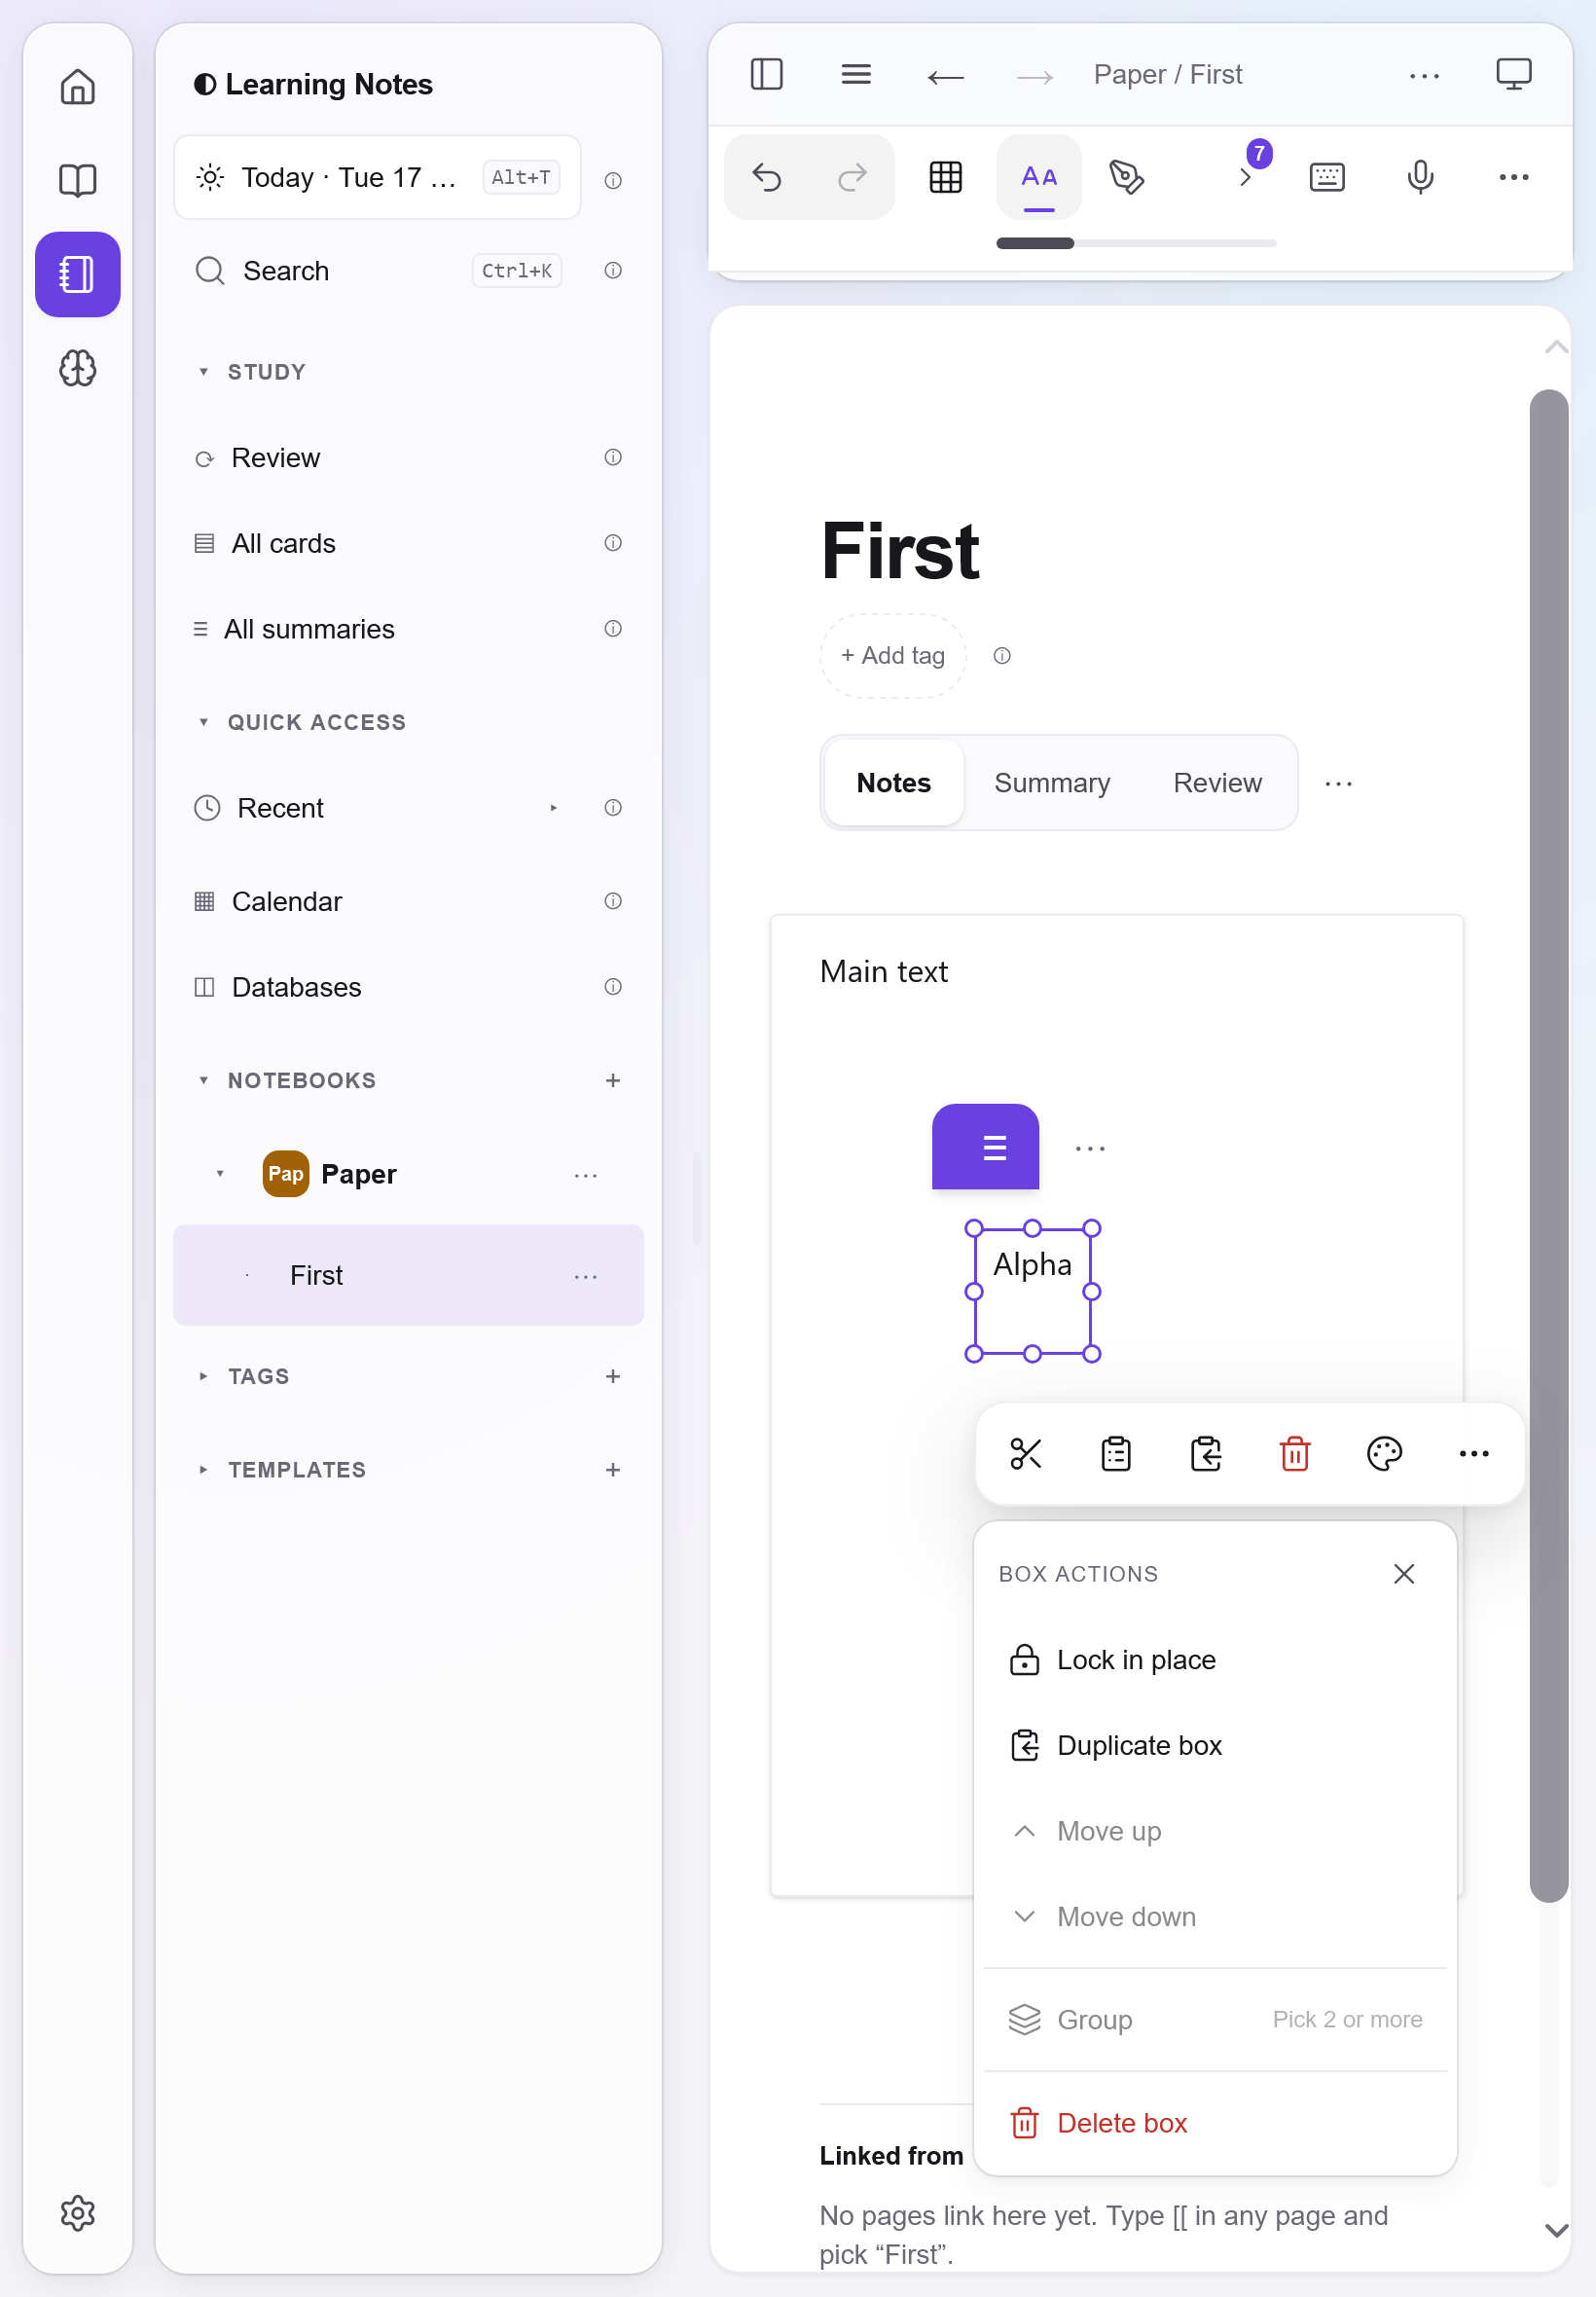 Learning Notes
Today · Tue 17 … Alt+T
Search Ctrl+K
STUDY
Review
All cards
All summaries
QUICK ACCESS
Recent
Calendar
Databases
NOTEBOOKS +
Pap Paper ...
First ...
TAGS +
TEMPLATES +
Paper / First ...
AA 7
First
+ Add tag
Notes Summary Review ...
Main text
Alpha
BOX ACTIONS
Lock in place
Duplicate box
Move up
Move down
Group Pick 2 or more
Delete box
Linked from
No pages link here yet. Type [[ in any page and
pick “First”.